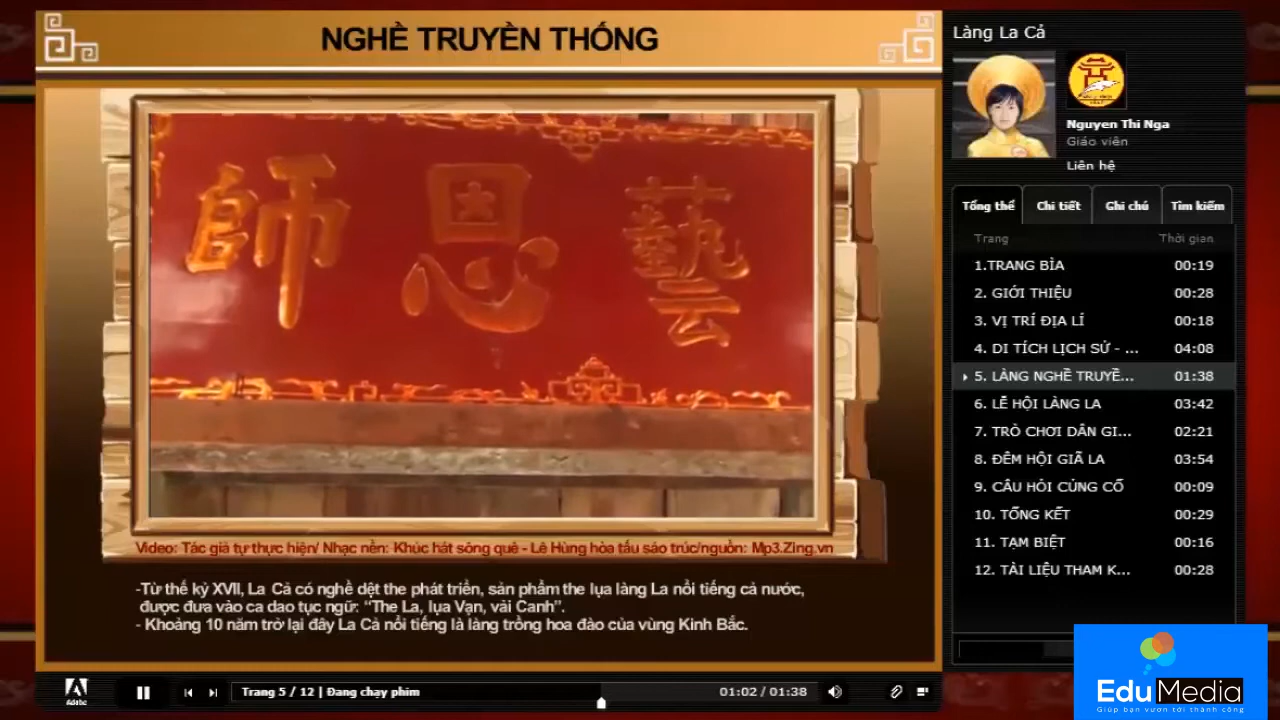 NGHỀ TRUYỀN THỐNG
師 恩 藝
Video: Tác giả tự thực hiện/ Nhạc nền: Khúc hát sông quê - Lê Hùng hòa tấu sáo trúc/nguồn: Mp3.Zing.vn
-Từ thế kỷ XVII, La Cả có nghề dệt the phát triển, sản phẩm the lụa làng La nổi tiếng cả nước,
được đưa vào ca dao tục ngữ: “The La, lụa Vạn, vải Canh”.
- Khoảng 10 năm trở lại đây La Cả nổi tiếng là làng trồng hoa đào của vùng Kinh Bắc.
Adobe
Trang 5 / 12 | Đang chạy phim
01:02 / 01:38
Làng La Cả
Nguyen Thi Nga
Giáo viên
Liên hệ
Tổng thể Chi tiết Ghi chú Tìm kiếm
Trang Thời gian
1.TRANG BÌA 00:19
2. GIỚI THIỆU 00:28
3. VỊ TRÍ ĐỊA LÍ 00:18
4. DI TÍCH LỊCH SỬ - ... 04:08
5. LÀNG NGHỀ TRUYỀ... 01:38
6. LỄ HỘI LÀNG LA 03:42
7. TRÒ CHƠI DÂN GI... 02:21
8. ĐÊM HỘI GIÃ LA 03:54
9. CÂU HỎI CỦNG CỐ 00:09
10. TỔNG KẾT 00:29
11. TẠM BIỆT 00:16
12. TÀI LIỆU THAM K... 00:28
EduMedia
Giúp bạn vươn tới thành công